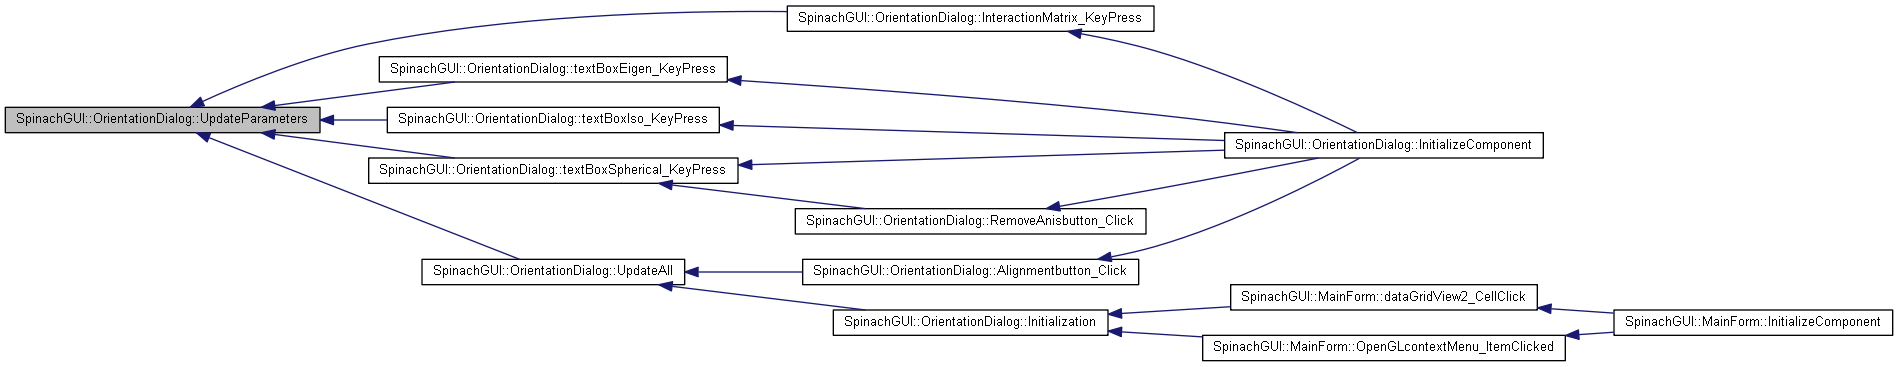 SpinachGUI::OrientationDialog::InteractionMatrix_KeyPress
SpinachGUI::OrientationDialog::textBoxEigen_KeyPress
SpinachGUI::OrientationDialog::UpdateParameters
SpinachGUI::OrientationDialog::textBoxIso_KeyPress
SpinachGUI::OrientationDialog::InitializeComponent
SpinachGUI::OrientationDialog::textBoxSpherical_KeyPress
SpinachGUI::OrientationDialog::RemoveAnisbutton_Click
SpinachGUI::OrientationDialog::UpdateAll
SpinachGUI::OrientationDialog::Alignmentbutton_Click
SpinachGUI::MainForm::dataGridView2_CellClick
SpinachGUI::OrientationDialog::Initialization
SpinachGUI::MainForm::InitializeComponent
SpinachGUI::MainForm::OpenGLcontextMenu_ItemClicked